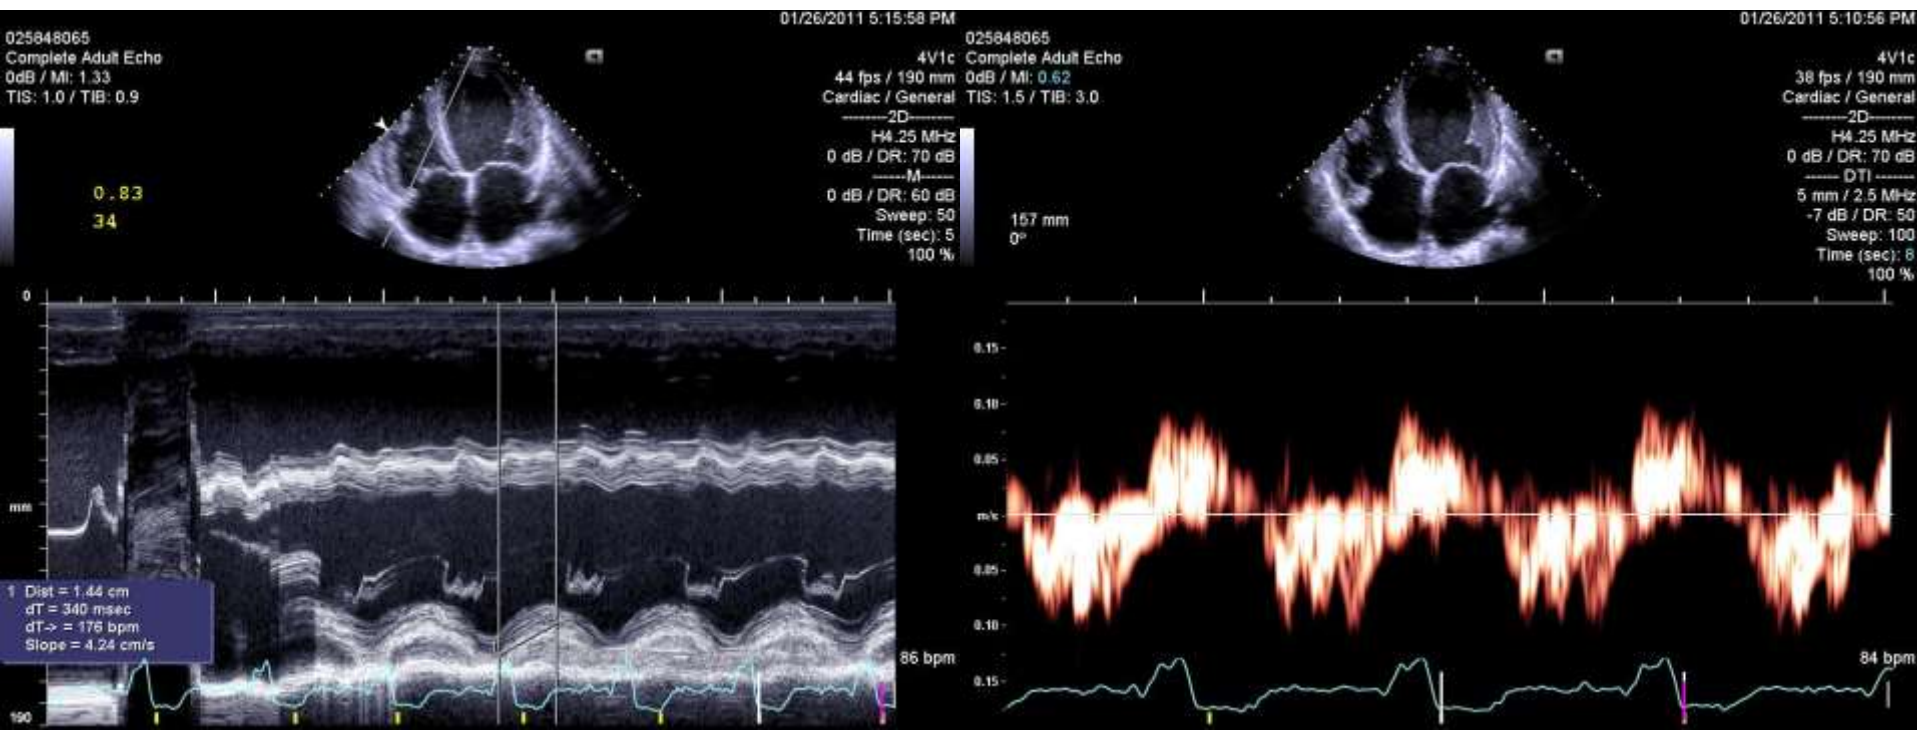 01/26/2011 5:15:58 PM
025848065
Complete Adult Echo
0dB / MI: 1.33
TIS: 1.0 / TIB: 0.9
4V1c
44 fps / 190 mm
Cardiac / General
--------2D--------
H4.25 MHz
0 dB / DR: 70 dB
------M------
0 dB / DR: 60 dB
Sweep: 50
Time (sec): 5
100 %
0.83
34
0
mm
1 Dist = 1.44 cm
dT = 340 msec
dT-> = 176 bpm
Slope = 4.24 cm/s
86 bpm
190
01/26/2011 5:10:56 PM
025848065
Complete Adult Echo
0dB / MI: 0.62
TIS: 1.5 / TIB: 3.0
4V1c
38 fps / 190 mm
Cardiac / General
--------2D--------
H4.25 MHz
0 dB / DR: 70 dB
------ DTI -------
5 mm / 2.5 MHz
-7 dB / DR: 50
Sweep: 100
Time (sec): 8
100 %
157 mm
0°
0.15
0.10
0.05
m/s
0.05
0.10
0.15
84 bpm